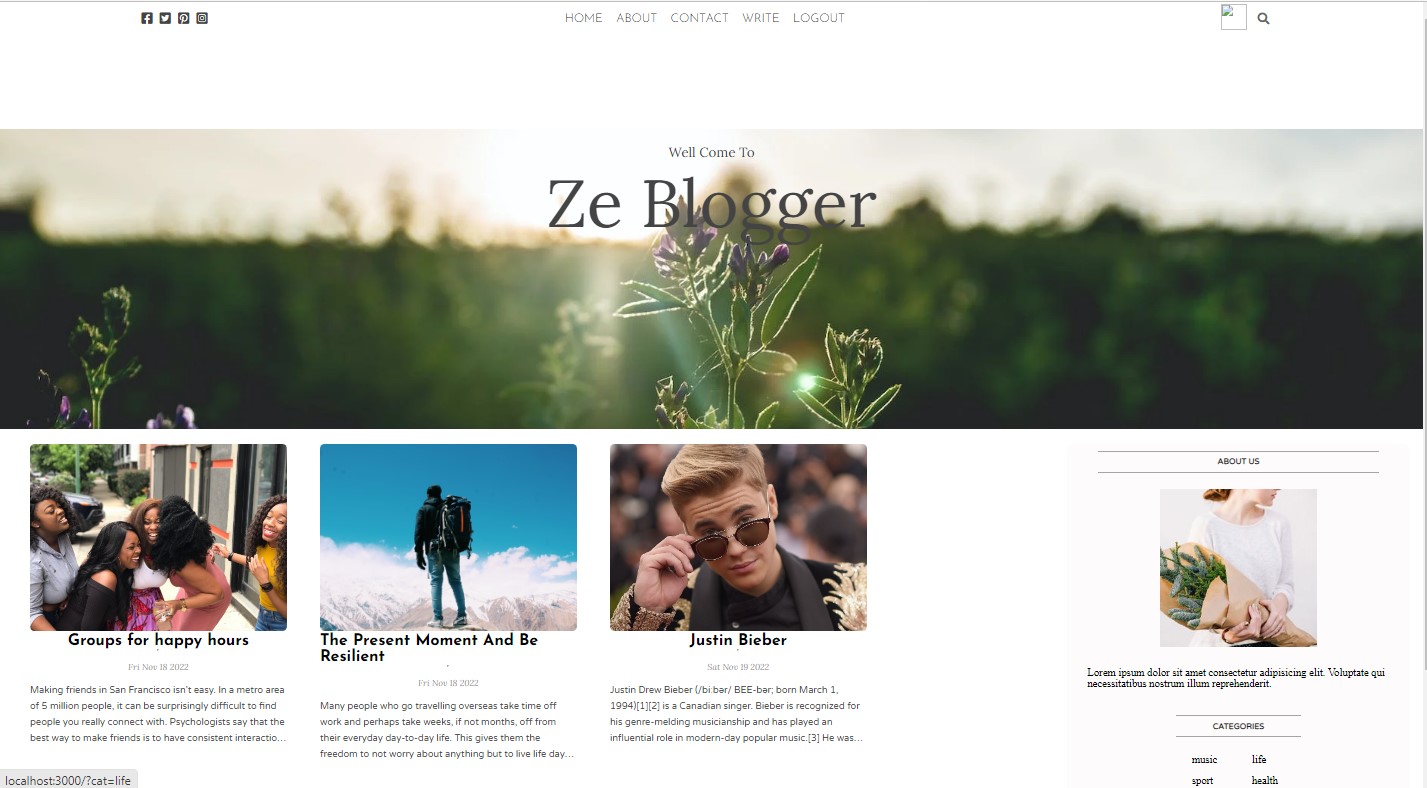 HOME ABOUT CONTACT WRITE LOGOUT
Well Come To
Ze Blogger
Groups for happy hours
Fri Nov 18 2022
Making friends in San Francisco isn't easy. In a metro area
of 5 million people, it can be surprisingly difficult to find
people you really connect with. Psychologists say that the
best way to make friends is to have consistent interactio...
The Present Moment And Be
Resilient
Fri Nov 18 2022
Many people who go travelling overseas take time off
work and perhaps take weeks, if not months, off from
their everyday day-to-day life. This gives them the
freedom to not worry about anything but to live life day...
Justin Bieber
Sat Nov 19 2022
Justin Drew Bieber (/biːbər/ BEE-bər; born March 1,
1994)[1][2] is a Canadian singer. Bieber is recognized for
his genre-melding musicianship and has played an
influential role in modern-day popular music.[3] He was...
ABOUT US
Lorem ipsum dolor sit amet consectetur adipisicing elit. Voluptate qui
necessitatibus nostrum illum reprehenderit.
CATEGORIES
music life
sport health
localhost:3000/?cat=life